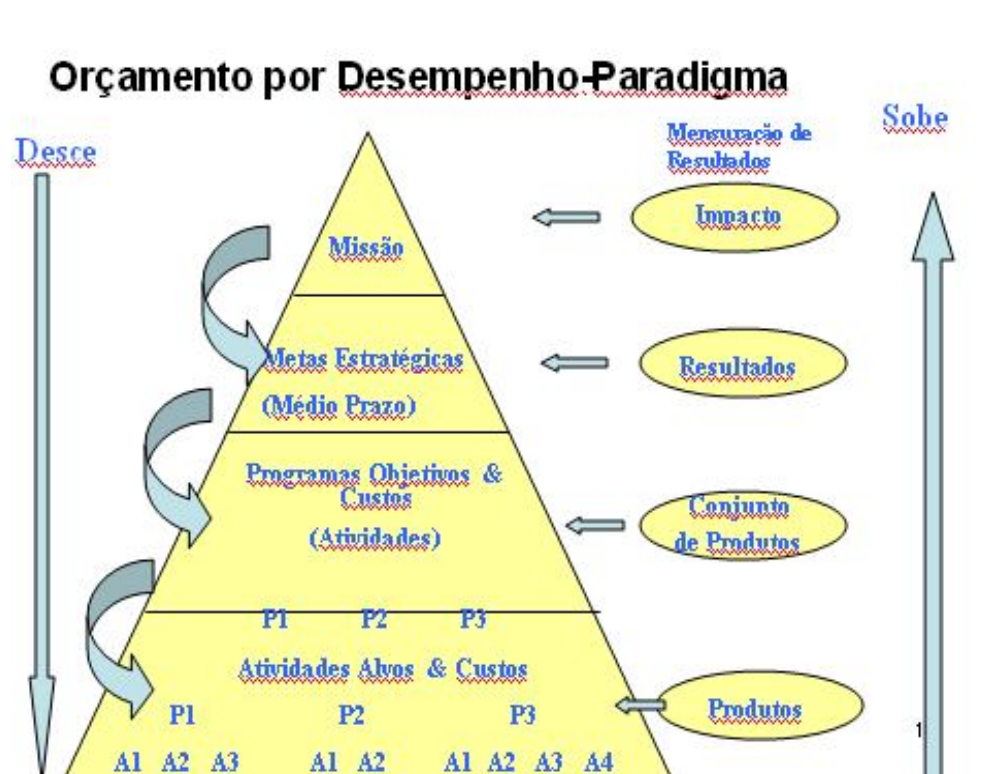 Orçamento por Desempenho-Paradigma
Sobe
Desce
Mensuração de
Resultados
Impacto
Missão
Metas Estratégicas
(Médio Prazo)
Resultados
Programas Objetivos &
Custos
(Atividades)
Conjunto
de Produtos
P1 P2 P3
Atividades Alvos & Custos
P1 P2 P3
Produtos
1
A1 A2 A3 A1 A2 A1 A2 A3 A4